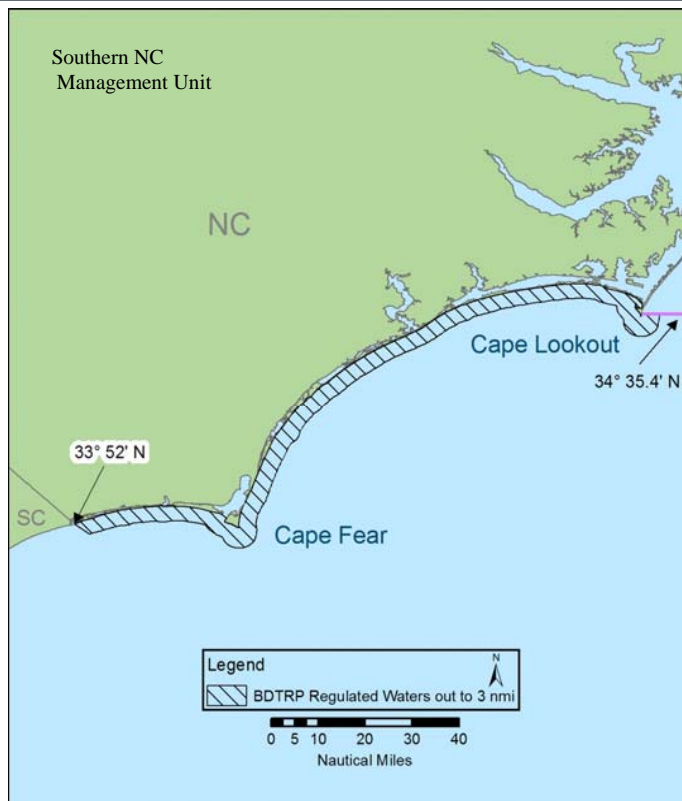 Southern NC
Management Unit
NC
Cape Lookout
34° 35.4' N
33° 52' N
SC
Cape Fear
Legend
N
BDTRP Regulated Waters out to 3 nmi
0 5 10 20 30 40
Nautical Miles